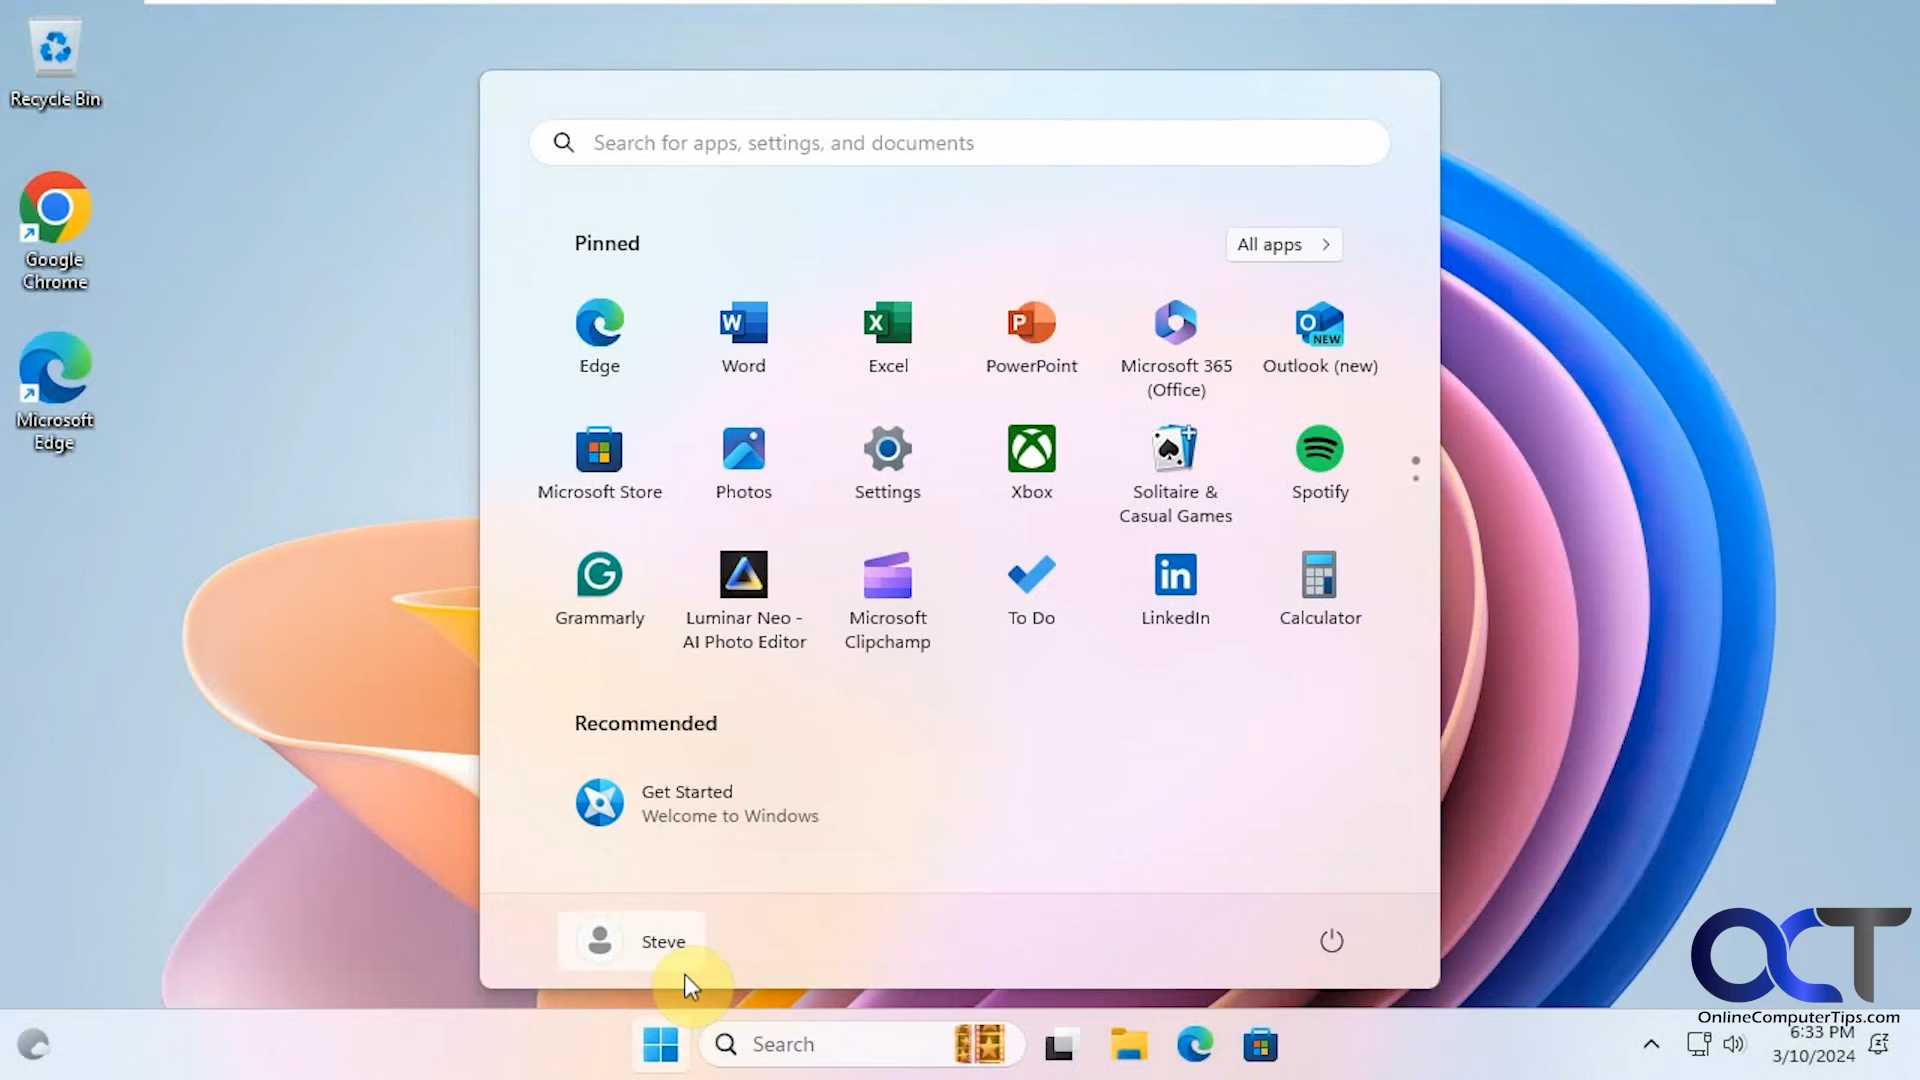 Recycle Bin
Google
Chrome
Microsoft
Edge
Search for apps, settings, and documents
Pinned
All apps
Edge
W
Word
X
Excel
P
PowerPoint
Microsoft 365
(Office)
O
NEW
Outlook (new)
Microsoft Store
Photos
Settings
Xbox
Solitaire &
Casual Games
Spotify
G
Grammarly
Luminar Neo -
AI Photo Editor
Microsoft
Clipchamp
To Do
in
LinkedIn
Calculator
Recommended
Get Started
Welcome to Windows
Steve
OCT
OnlineComputerTips.com
Search
6:33 PM
3/10/2024